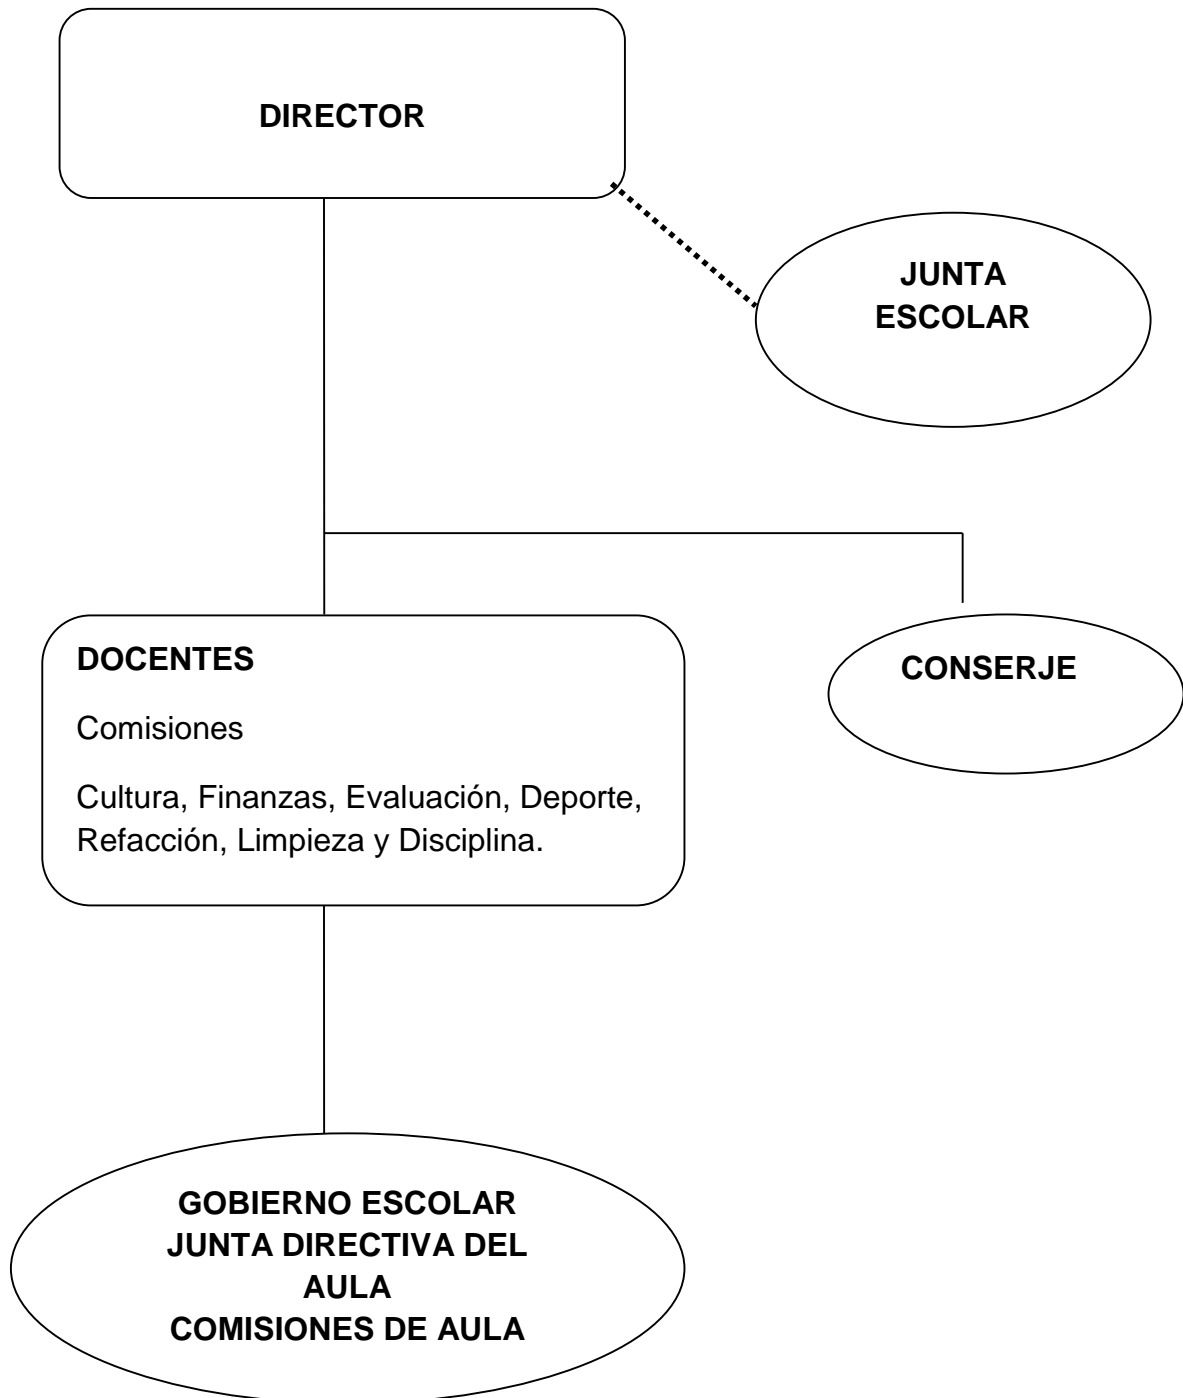 DIRECTOR
JUNTA
ESCOLAR
DOCENTES
Comisiones
Cultura, Finanzas, Evaluación, Deporte,
Refacción, Limpieza y Disciplina.
CONSERJE
GOBIERNO ESCOLAR
JUNTA DIRECTIVA DEL
AULA
COMISIONES DE AULA